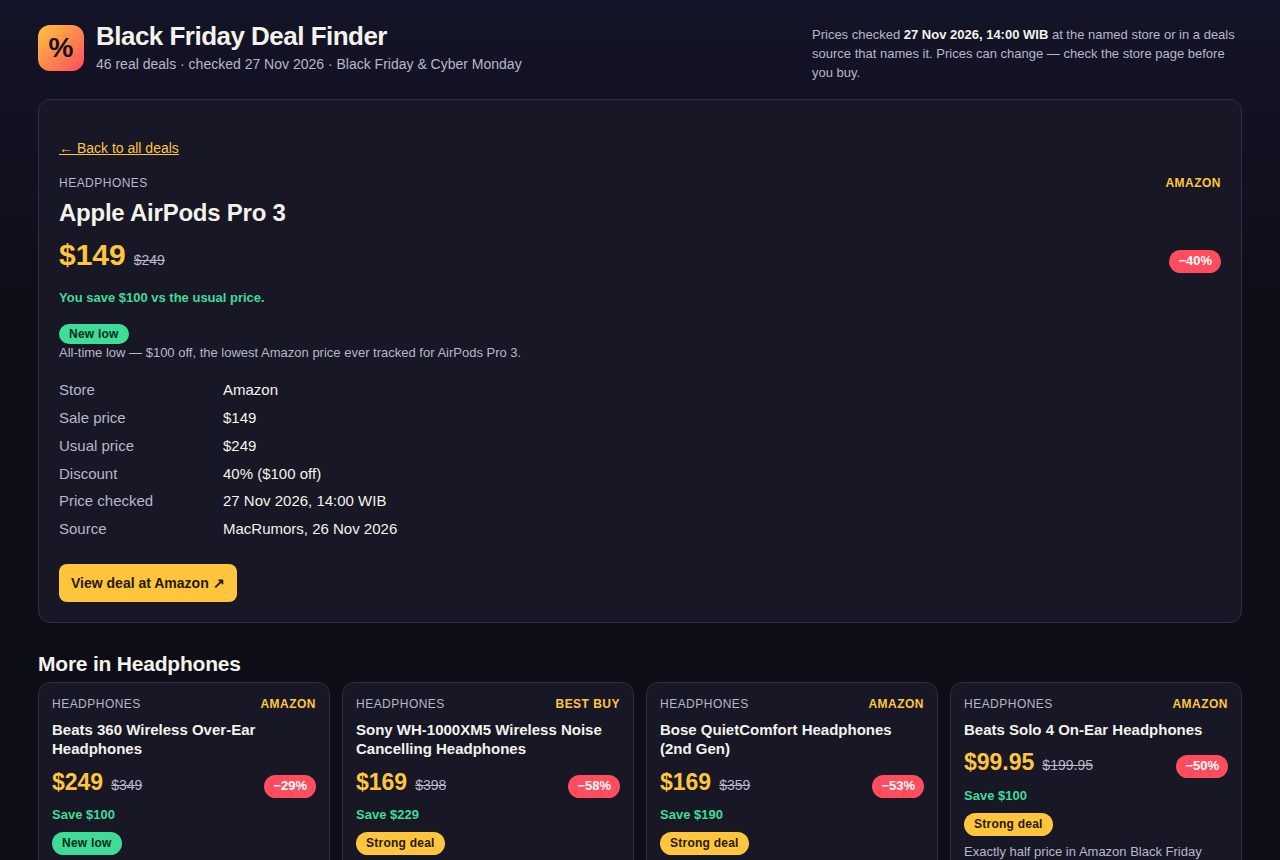 %
Black Friday Deal Finder
46 real deals · checked 27 Nov 2026 · Black Friday & Cyber Monday
Prices checked 27 Nov 2026, 14:00 WIB at the named store or in a deals
source that names it. Prices can change — check the store page before
you buy.
← Back to all deals
HEADPHONES
AMAZON
Apple AirPods Pro 3
$149 $249
−40%
You save $100 vs the usual price.
New low
All-time low — $100 off, the lowest Amazon price ever tracked for AirPods Pro 3.
Store Amazon
Sale price $149
Usual price $249
Discount 40% ($100 off)
Price checked 27 Nov 2026, 14:00 WIB
Source MacRumors, 26 Nov 2026
View deal at Amazon ↗
More in Headphones
HEADPHONES AMAZON
Beats 360 Wireless Over-Ear
Headphones
$249 $349 −29%
Save $100
New low
HEADPHONES BEST BUY
Sony WH-1000XM5 Wireless Noise
Cancelling Headphones
$169 $398 −58%
Save $229
Strong deal
HEADPHONES AMAZON
Bose QuietComfort Headphones
(2nd Gen)
$169 $359 −53%
Save $190
Strong deal
HEADPHONES AMAZON
Beats Solo 4 On-Ear Headphones
$99.95 $199.95 −50%
Save $100
Strong deal
Exactly half price in Amazon Black Friday